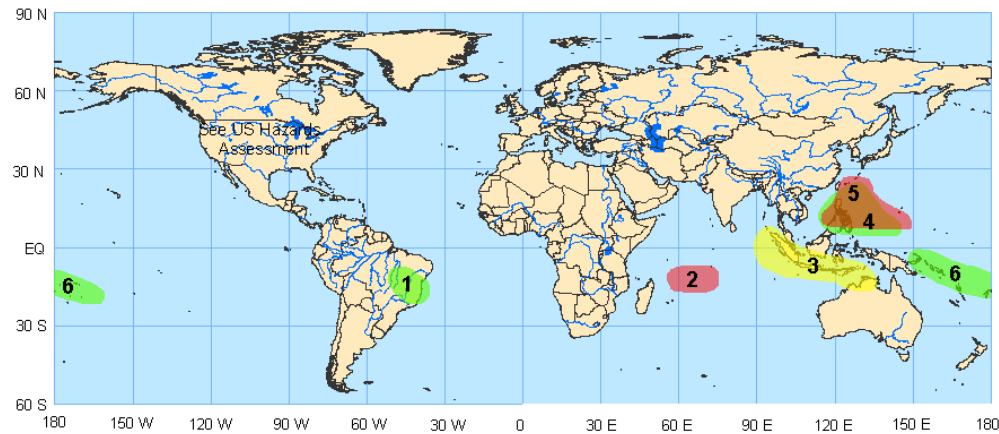 90 N
60 N
See US Hazards
Assessment
30 N
5
4
EQ
3
6
6
1
2
30 S
60 S
180
150 W
120 W
90 W
60 W
30 W
0
30 E
60 E
90 E
120 E
150 E
180